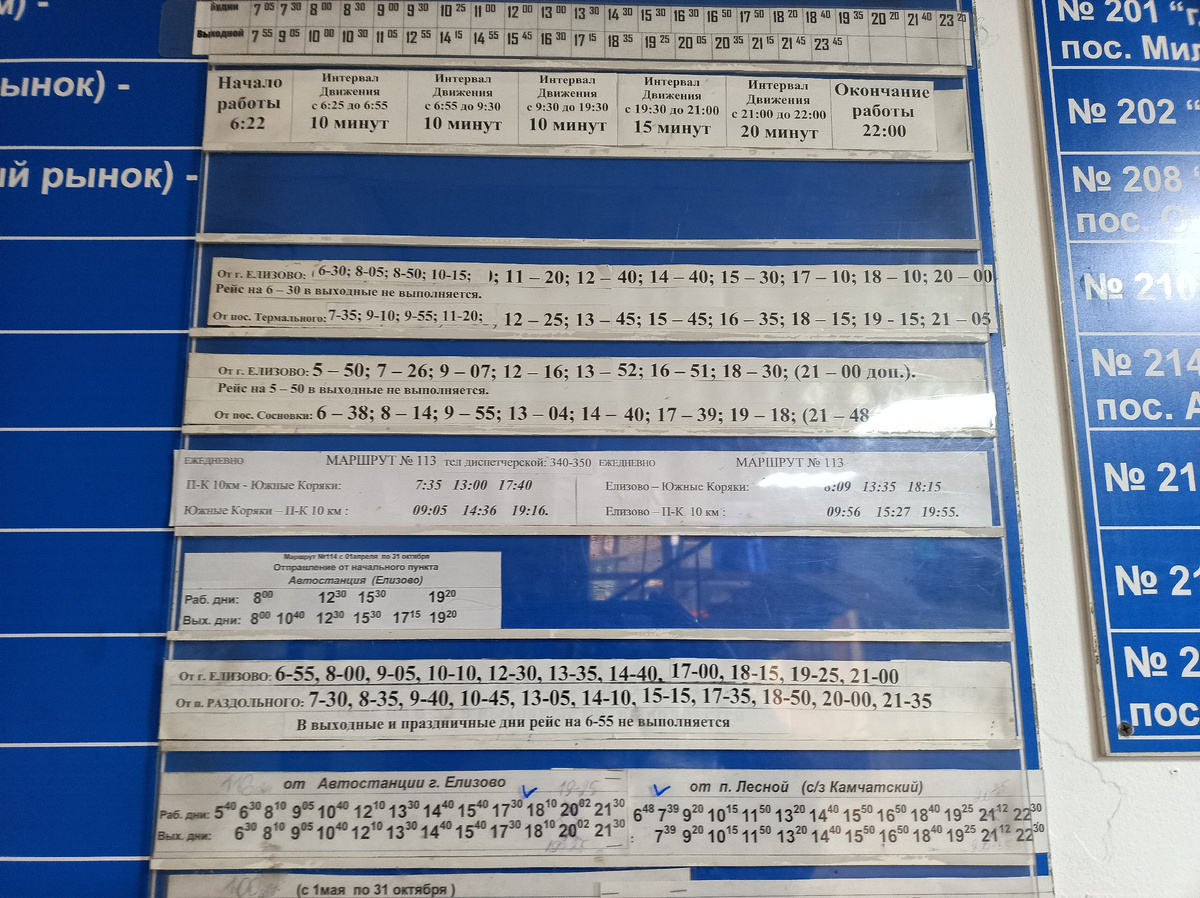 Будни 7 05 7 30 8 00 8 30 9 00 9 30 10 25 11 00 12 00 13 00 13 30 14 30 15 30 16 30 16 50 17 50 18 20 18 40 19 35 20 20 21 40 23 20
Выходной 7 55 9 05 10 00 10 30 11 05 12 55 14 15 14 55 15 45 16 30 17 15 18 35 19 25 20 05 20 35 21 15 21 45 23 45
ынок) -
ый рынок) -
Начало работы 6:22
Интервал Движения с 6:25 до 6:55 10 минут
Интервал Движения с 6:55 до 9:30 10 минут
Интервал Движения с 9:30 до 19:30 10 минут
Интервал Движения с 19:30 до 21:00 15 минут
Интервал Движения с 21:00 до 22:00 20 минут
Окончание работы 22:00
От г. ЕЛИЗОВО: 6-30; 8-05; 8-50; 10-15; ); 11 – 20; 12 – 40; 14 – 40; 15 – 30; 17 – 10; 18 – 10; 20 – 00
Рейс на 6 – 30 в выходные не выполняется.
От пос. Термального: 7-35; 9-10; 9-55; 11-20; , 12 – 25; 13 – 45; 15 – 45; 16 – 35; 18 – 15; 19 - 15; 21 – 05
От г. ЕЛИЗОВО: 5 – 50; 7 – 26; 9 – 07; 12 – 16; 13 – 52; 16 – 51; 18 – 30; (21 – 00 доп.).
Рейс на 5 – 50 в выходные не выполняется.
От пос. Сосновки: 6 – 38; 8 – 14; 9 – 55; 13 – 04; 14 – 40; 17 – 39; 19 – 18; (21 – 48
ЕЖЕДНЕВНО МАРШРУТ № 113 тел диспетчерской: 340-350 ЕЖЕДНЕВНО МАРШРУТ № 113
П-К 10км - Южные Коряки: 7:35 13:00 17:40 Елизово – Южные Коряки: 8:09 13:35 18:15
Южные Коряки – П-К 10 км : 09:05 14:36 19:16. Елизово – П-К 10 км : 09:56 15:27 19:55.
Маршрут №114 с 01апреля по 31 октября
Отправление от начального пункта
Автостанция (Елизово)
Раб. дни: 8 00 12 30 15 30 19 20
Вых. дни: 8 00 10 40 12 30 15 30 17 15 19 20
От г. ЕЛИЗОВО: 6-55, 8-00, 9-05, 10-10, 12-30, 13-35, 14-40, 17-00, 18-15, 19-25, 21-00
От п. РАЗДОЛЬНОГО: 7-30, 8-35, 9-40, 10-45, 13-05, 14-10, 15-15, 17-35, 18-50, 20-00, 21-35
В выходные и праздничные дни рейс на 6-55 не выполняется
от Автостанции г. Елизово от п. Лесной (с/з Камчатский)
Раб. дни: 5 40 6 30 8 10 9 05 10 40 12 10 13 30 14 40 15 40 17 30 18 10 20 02 21 30 6 48 7 39 9 20 10 15 11 50 13 20 14 40 15 50 16 50 18 40 19 25 21 12 22 30
Вых. дни: 6 30 8 10 9 05 10 40 12 10 13 30 14 40 15 40 17 30 18 10 20 02 21 30 : 7 39 9 20 10 15 11 50 13 20 14 40 15 50 16 50 18 40 19 25 21 12 22 30
(с 1мая по 31 октября )
№ 201 "г
пос. Мил
№ 202 "
№ 208 "
пос. С
№ 210
№ 214
пос. А
№ 21
№ 21
№ 2
пос